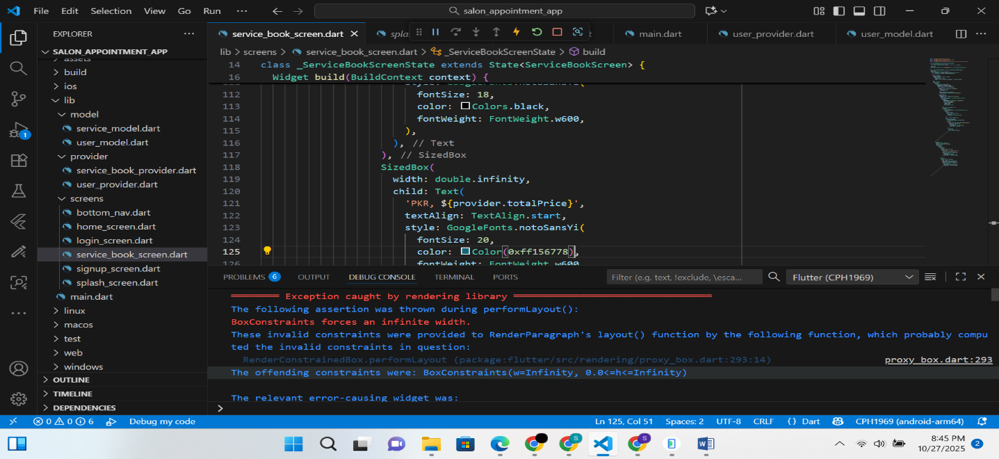 File Edit Selection View Go Run ··· salon_appointment_app
EXPLORER ···
SALON_APPOINTMENT_APP
assets
build
ios
lib
model
service_model.dart
user_model.dart
provider
service_book_provider.dart
user_provider.dart
screens
bottom_nav.dart
home_screen.dart
login_screen.dart
service_book_screen.dart
signup_screen.dart
splash_screen.dart
main.dart
linux
macos
test
web
windows
OUTLINE
TIMELINE
DEPENDENCIES
1
service_book_screen.dart spla main.dart user_provider.dart user_model.dart ···
lib > screens > service_book_screen.dart > _ServiceBookScreenState > build
14 class _ServiceBookScreenState extends State<ServiceBookScreen> {
16 Widget build(BuildContext context) {
style: GoogleFonts.notoSansYi(
112 fontSize: 18,
113 color: Colors.black,
114 fontWeight: FontWeight.w600,
115 ),
116 ), // Text
117 ), // SizedBox
118 SizedBox(
119 width: double.infinity,
120 child: Text(
121 'PKR, ${provider.totalPrice}',
122 textAlign: TextAlign.start,
123 style: GoogleFonts.notoSansYi(
124 fontSize: 20,
125 color: Color(0xff156778),
126 fontWeight: FontWeight.w600
PROBLEMS 6 OUTPUT DEBUG CONSOLE TERMINAL PORTS Filter (e.g. text, !exclude, \esca... Flutter (CPH1969)
════════ Exception caught by rendering library ═════════════════════════════════
The following assertion was thrown during performLayout():
BoxConstraints forces an infinite width.
These invalid constraints were provided to RenderParagraph's layout() function by the following function, which probably compu
ted the invalid constraints in question:
RenderConstrainedBox.performLayout (package:flutter/src/rendering/proxy_box.dart:293:14) proxy_box.dart:293
The offending constraints were: BoxConstraints(w=Infinity, 0.0<=h<=Infinity)
The relevant error-causing widget was:
>
0 0 6 Debug my code Ln 125, Col 51 Spaces: 2 UTF-8 CRLF {} Dart CPH1969 (android-arm64)
S S W
8:45 PM
10/27/2025 2